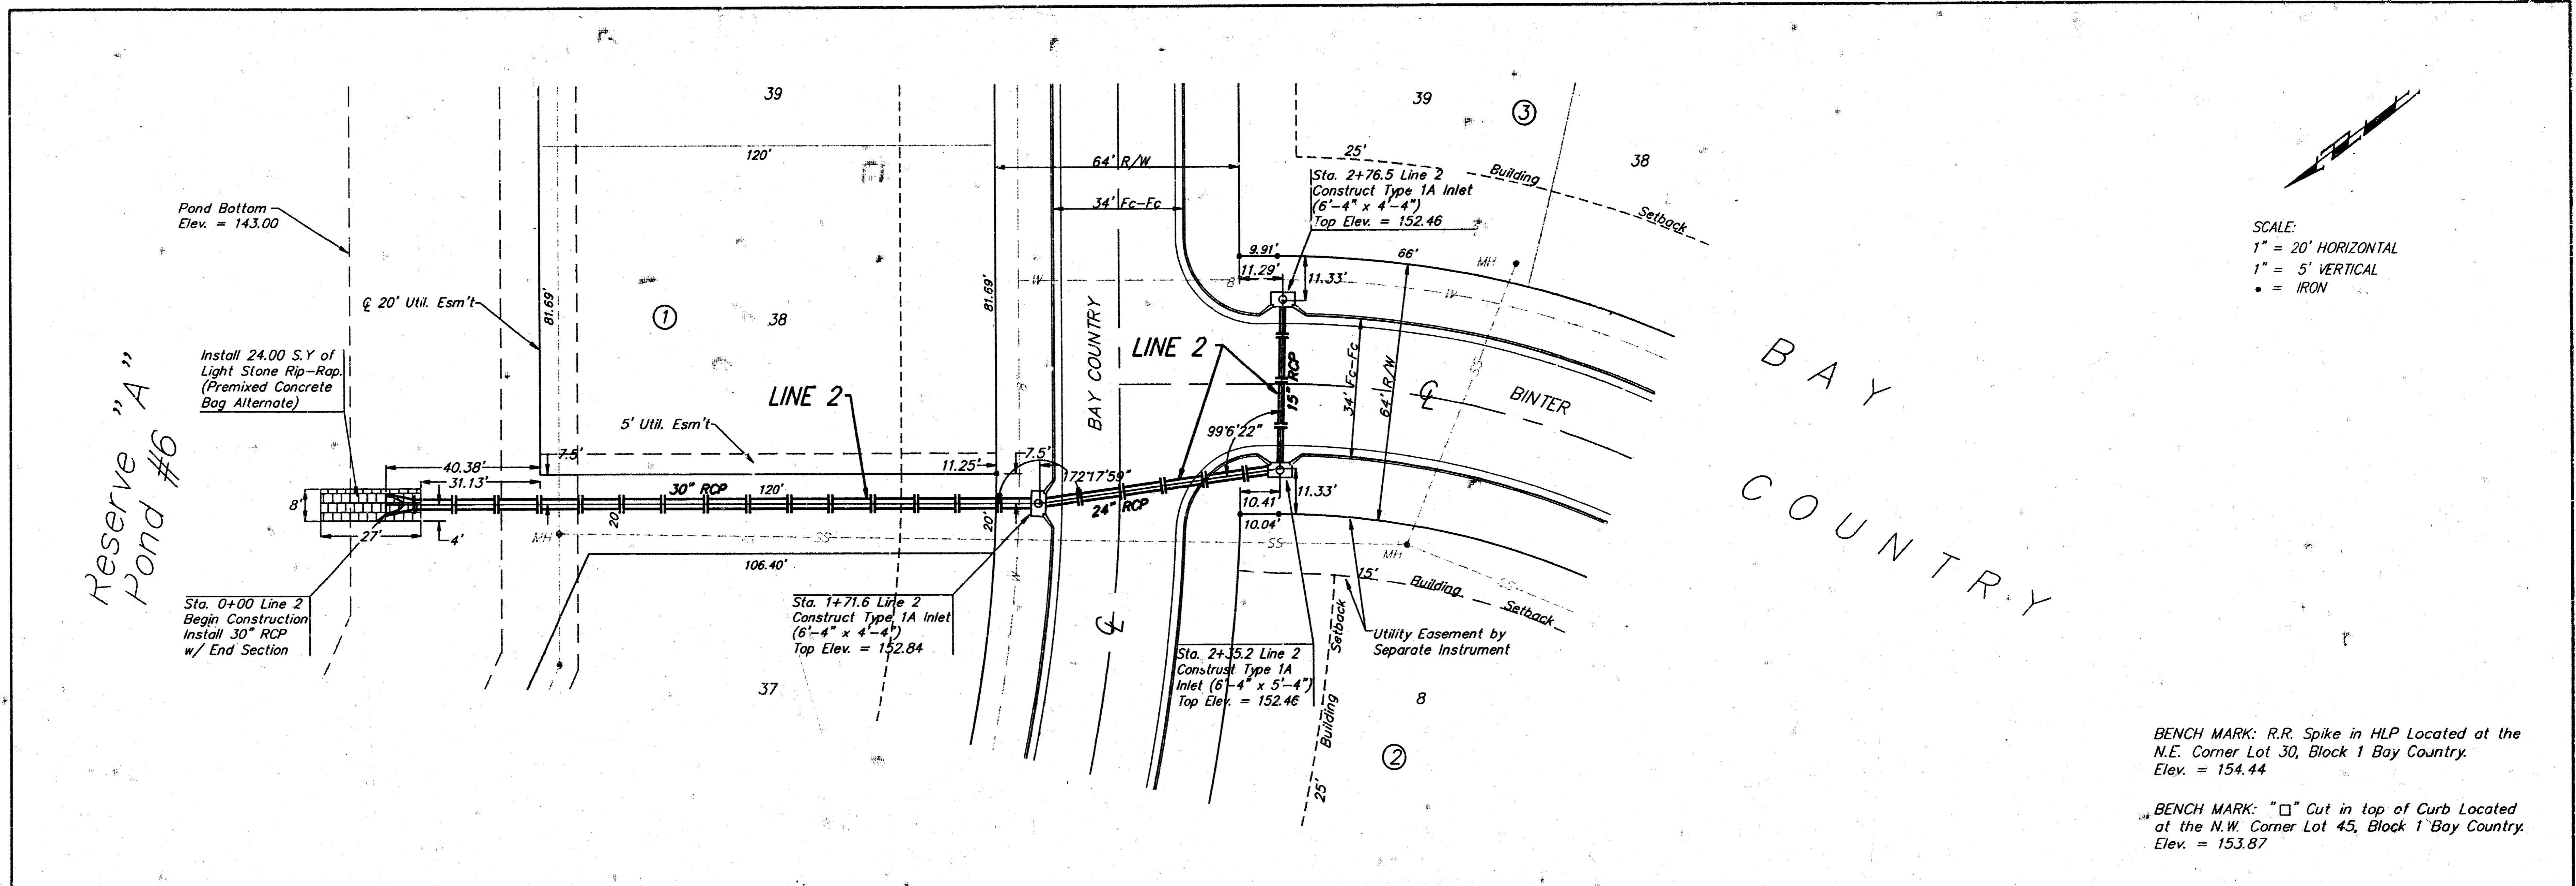 39
39
③
38
120'
64' R/W
25'
Building
Setback
Sta. 2+76.5 Line 2
Construct Type 1A Inlet
(6'-4" x 4'-4")
Top Elev. = 152.46
34' Fc-Fc
Pond Bottom
Elev. = 143.00
SCALE:
1" = 20' HORIZONTAL
1" = 5' VERTICAL
• = IRON
9.91'
11.29'
11.33'
66'
MH
W
8
W
℄ 20' Util. Esm't
81.69'
①
38
81.69'
BAY COUNTRY
LINE 2
15" RCP
34' Fc-Fc
64' R/W
SS
℄
BINTER
BAY
COUNTRY
Install 24.00 S.Y of
Light Stone Rip-Rap.
(Premixed Concrete
Bag Alternate)
Reserve "A"
Pond #6
LINE 2
8
5' Util. Esm't
99°6'22"
7.5'
40.38'
31.13'
11.25'
7.5'
172°17'59"
30" RCP
120'
24" RCP
8'
27'
4'
20'
20'
10.41'
10.04'
11.33'
MH
SS
SS
MH
SS
106.40'
W
15'
Building
Setback
Sta. 0+00 Line 2
Begin Construction
Install 30" RCP
w/ End Section
Sta. 1+71.6 Line 2
Construct Type 1A Inlet
(6'-4" x 4'-4")
Top Elev. = 152.84
℄
Sta. 2+35.2 Line 2
Construst Type 1A
Inlet (6'-4" x 5'-4")
Top Elev. = 152.46
Utility Easement by
Separate Instrument
Setback
Building
25'
37
8
②
BENCH MARK: R.R. Spike in HLP Located at the
N.E. Corner Lot 30, Block 1 Bay Country.
Elev. = 154.44
BENCH MARK: "□" Cut in top of Curb Located
at the N.W. Corner Lot 45, Block 1 Bay Country.
Elev. = 153.87